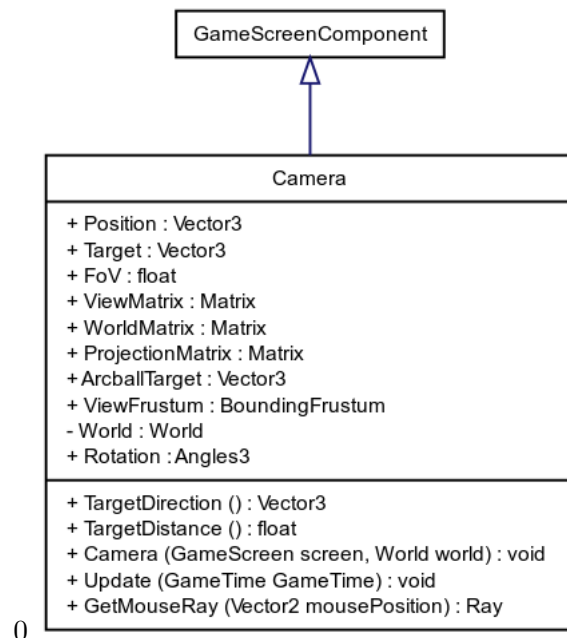 GameScreenComponent
Camera
+ Position : Vector3
+ Target : Vector3
+ FoV : float
+ ViewMatrix : Matrix
+ WorldMatrix : Matrix
+ ProjectionMatrix : Matrix
+ ArcballTarget : Vector3
+ ViewFrustum : BoundingFrustum
- World : World
+ Rotation : Angles3
+ TargetDirection () : Vector3
+ TargetDistance () : float
+ Camera (GameScreen screen, World world) : void
+ Update (GameTime GameTime) : void
+ GetMouseRay (Vector2 mousePosition) : Ray
0